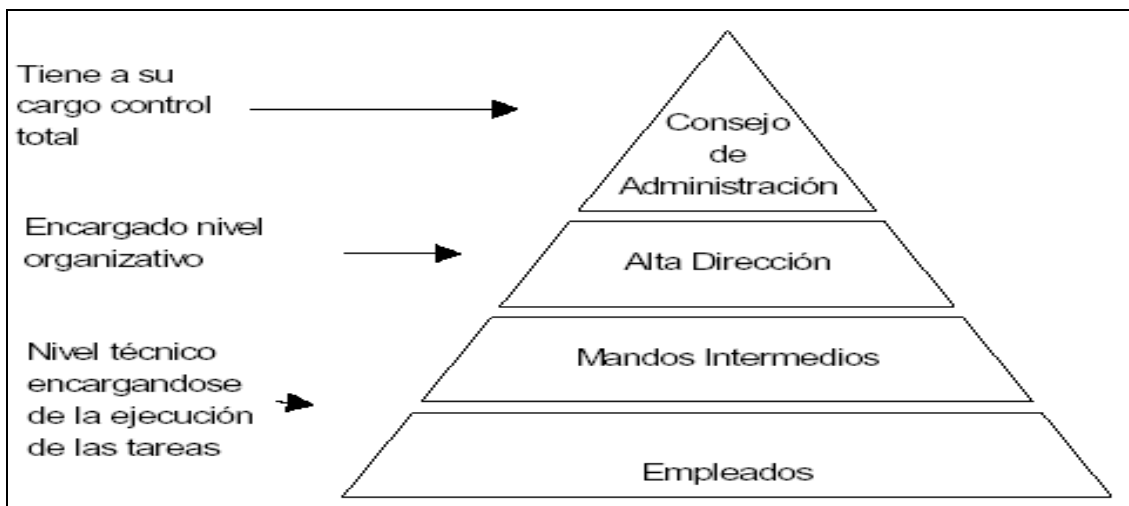 Tiene a su
cargo control
total
Consejo
de
Administración
Encargado nivel
organizativo
Alta Dirección
Nivel técnico
encargandose
de la ejecución
de las tareas
Mandos Intermedios
Empleados